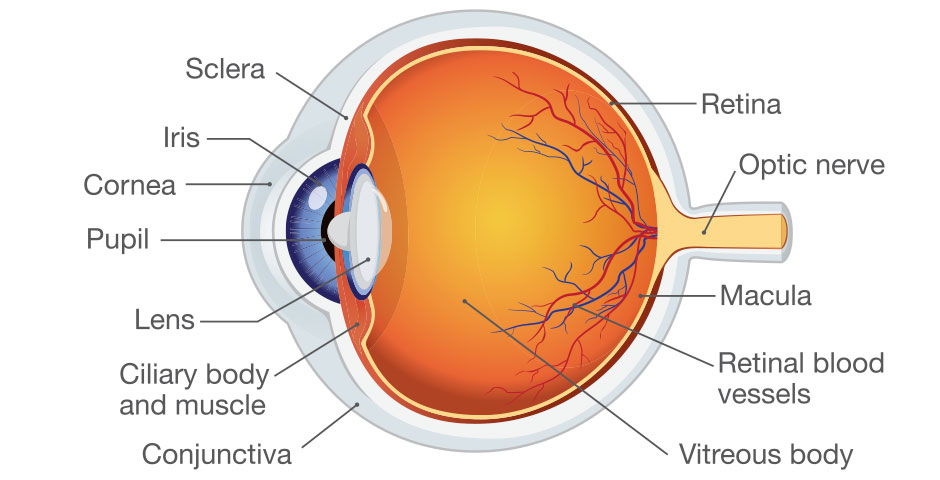 Sclera
Iris
Cornea
Pupil
Lens
Ciliary body
and muscle
Conjunctiva
Retina
Optic nerve
Macula
Retinal blood
vessels
Vitreous body